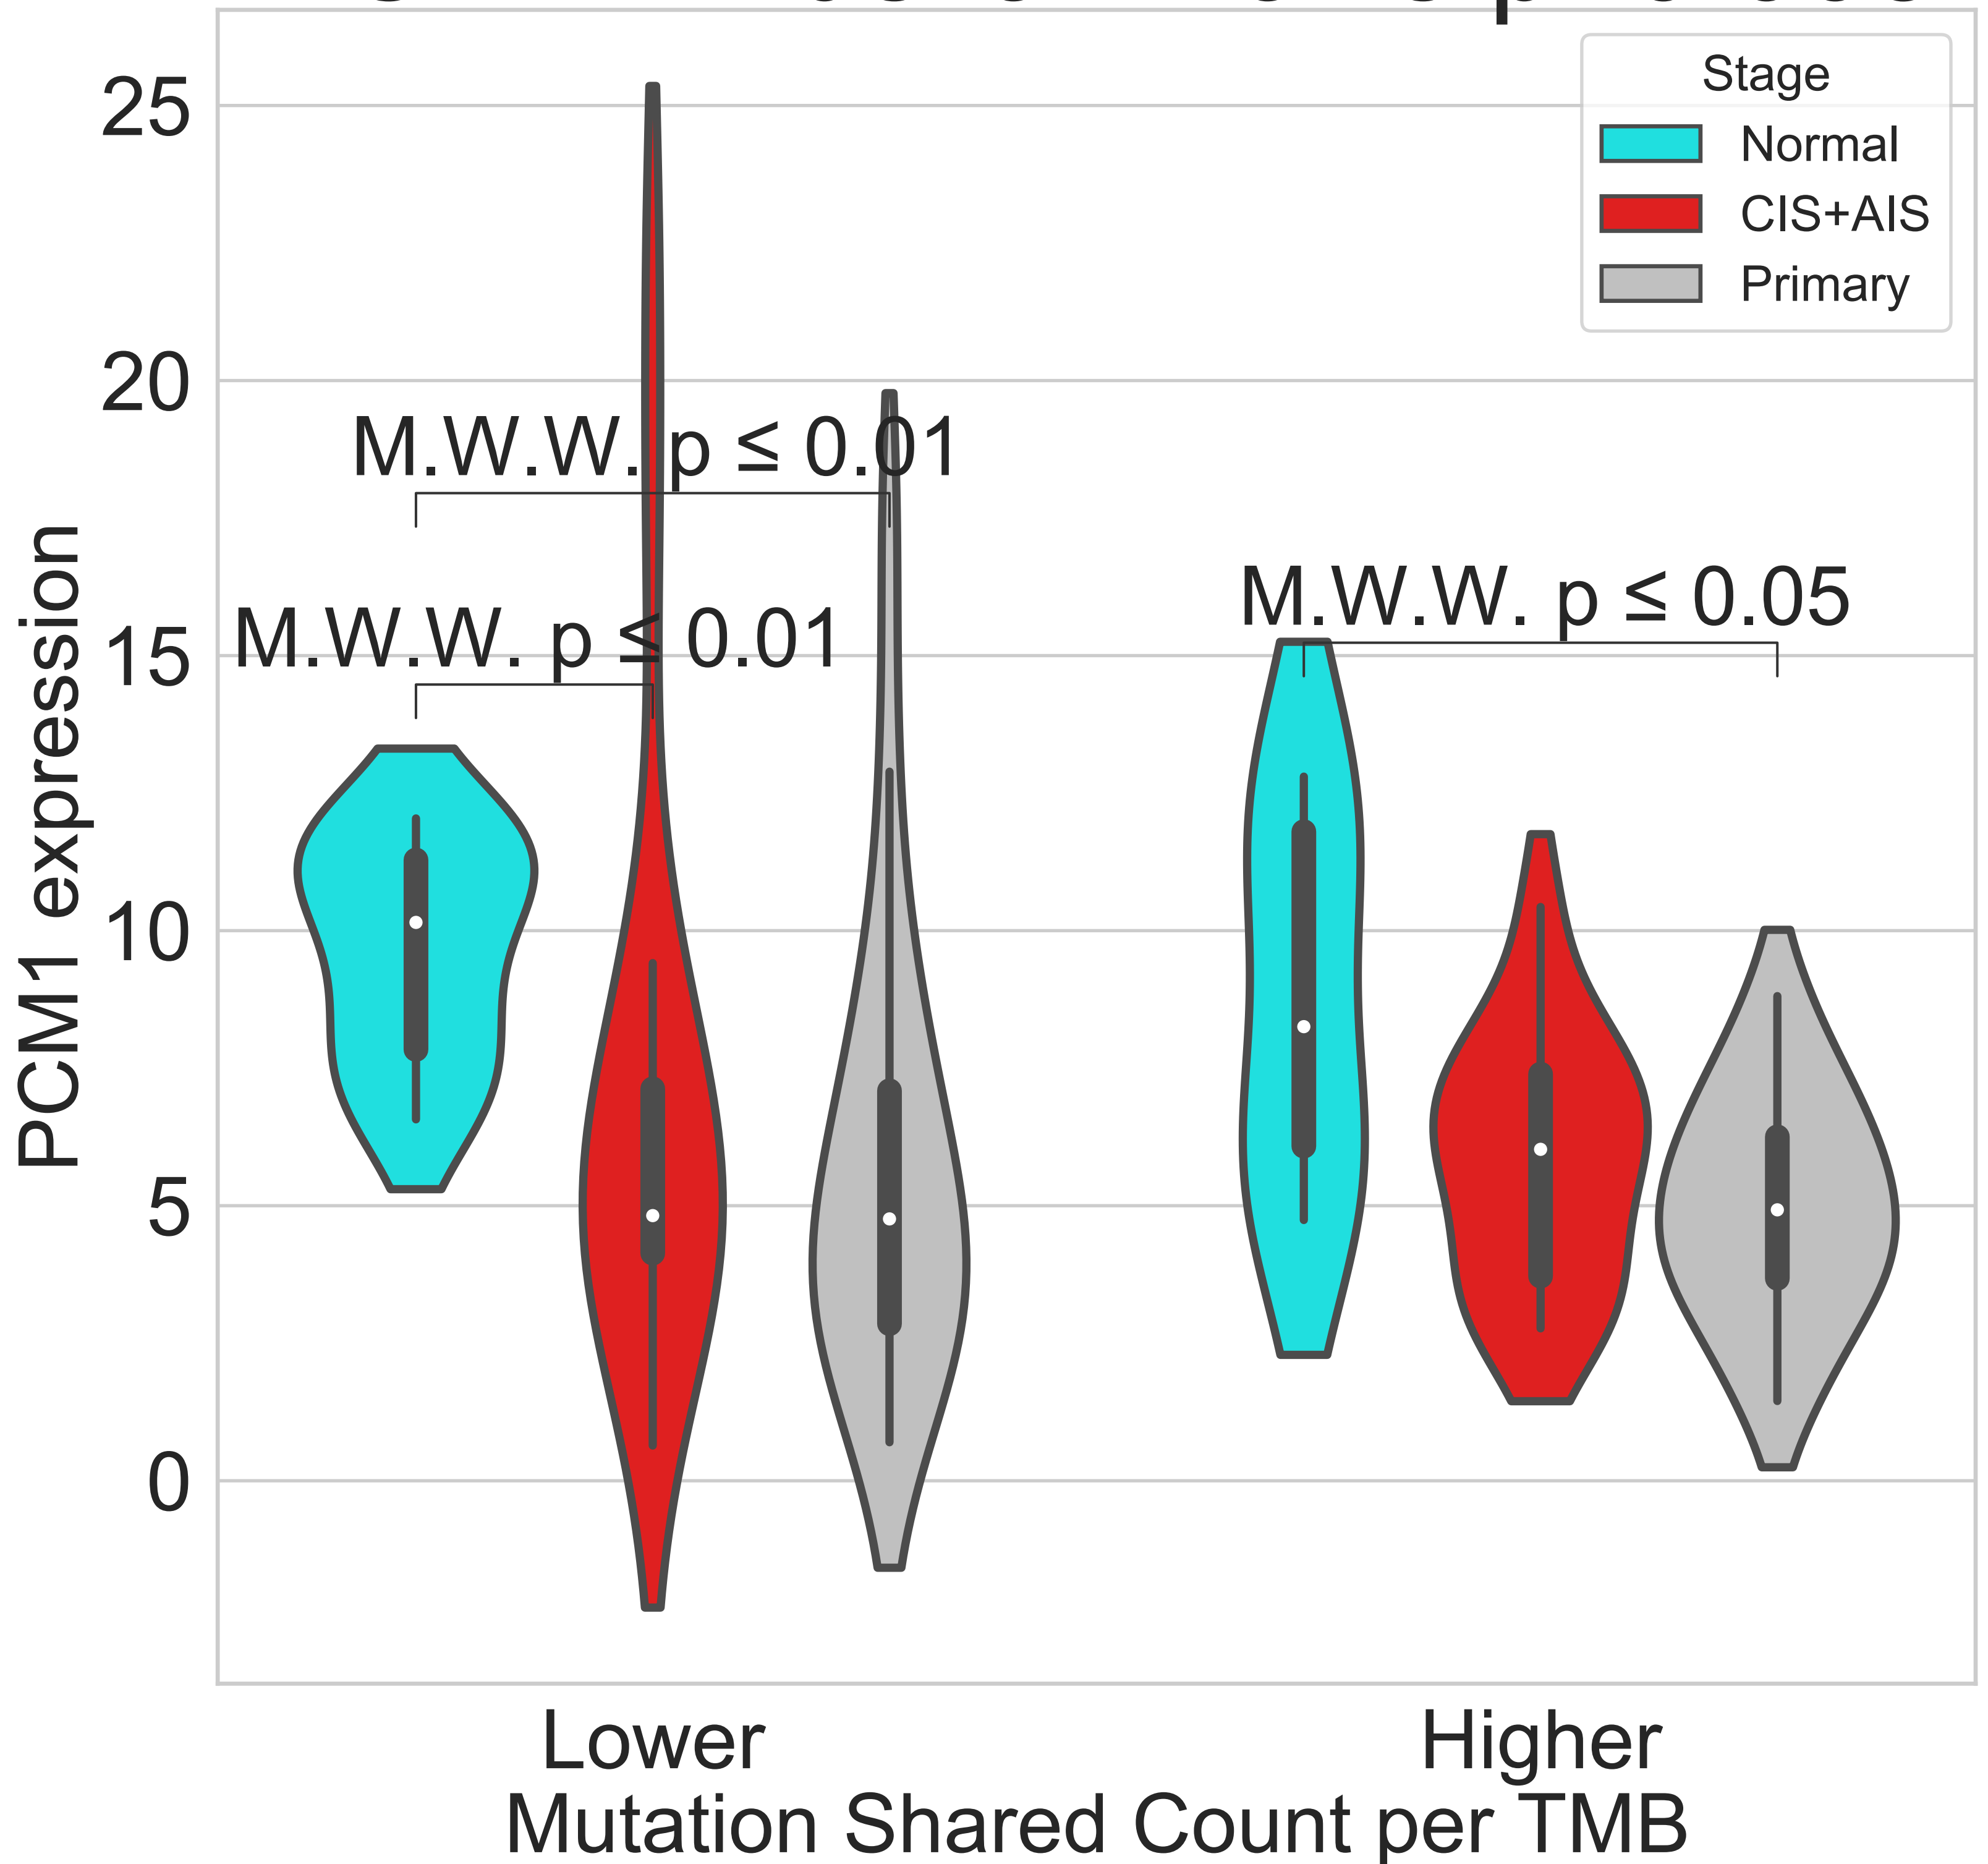 Stage
Normal
CIS+AIS
Primary
25
20
15
10
5
0
PCM1 expression
M.W.W. p ≤ 0.01
M.W.W. p ≤ 0.01
M.W.W. p ≤ 0.05
Lower
Higher
Mutation Shared Count per TMB